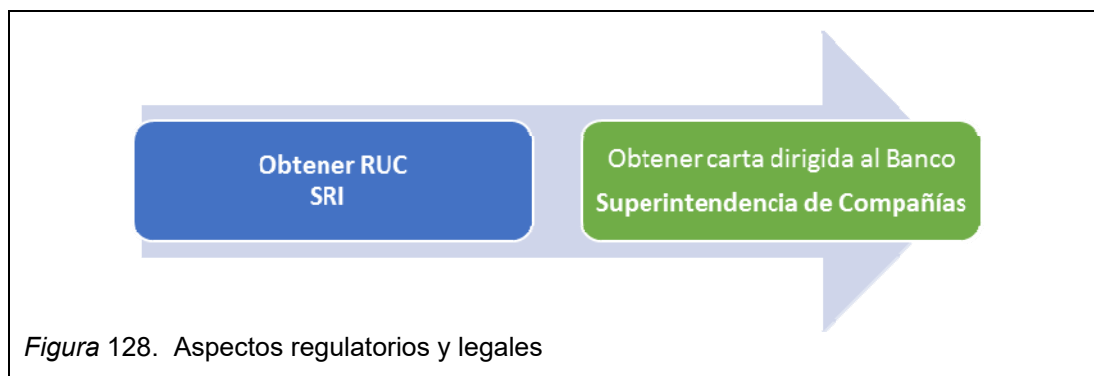 Obtener RUC
SRI
Obtener carta dirigida al Banco
Superintendencia de Compañías
Figura 128. Aspectos regulatorios y legales